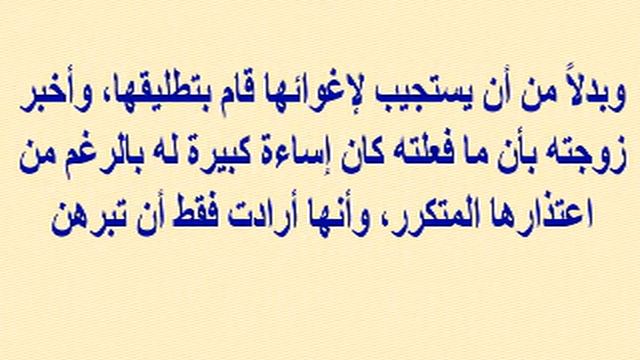 وبدلاً من أن يستجيب لإغوائها قام بتطليقها، وأخبر
زوجته بأن ما فعلته كان إساءة كبيرة له بالرغم من
اعتذارها المتكرر، وأنها أرادت فقط أن تبرهن